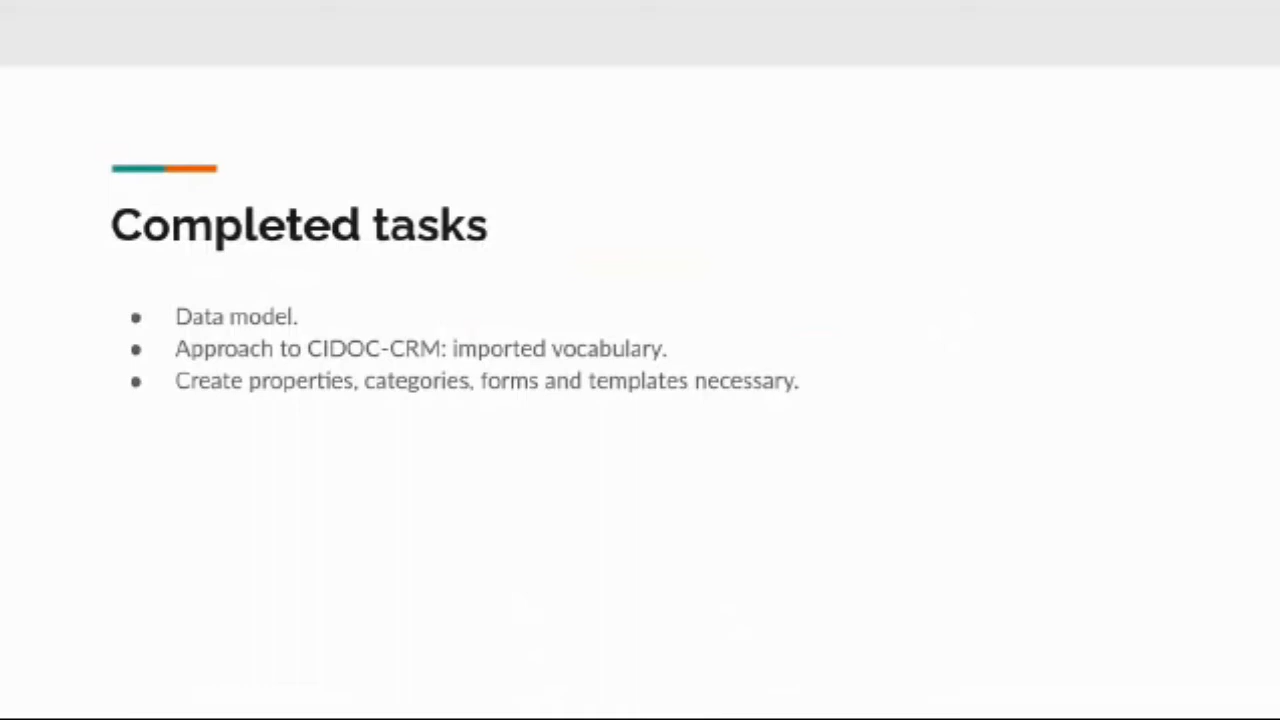 Completed tasks
● Data model.
● Approach to CIDOC-CRM: imported vocabulary.
● Create properties, categories, forms and templates necessary.